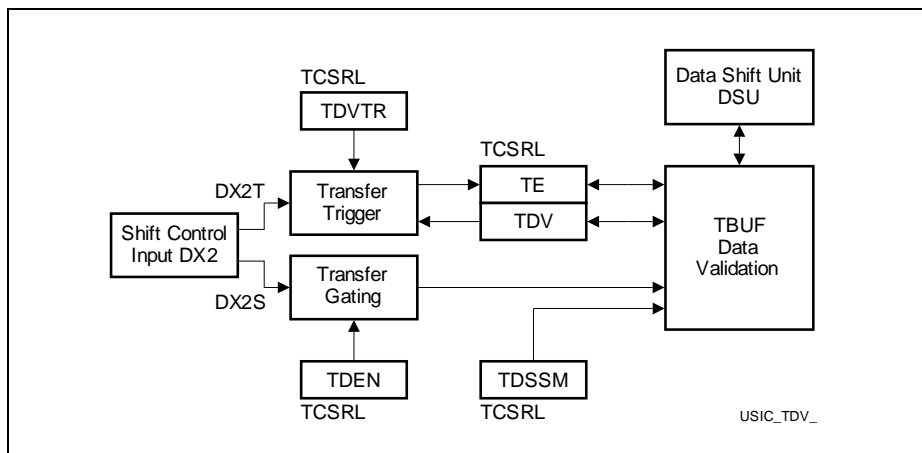 Data Shift Unit
DSU
TCSRL
TDVTR
TCSRL
DX2T
Transfer
Trigger
TE
TDV
Shift Control
Input DX2
TBUF
Data
Validation
Transfer
Gating
DX2S
TDEN
TCSRL
TDSSM
TCSRL
USIC_TDV_